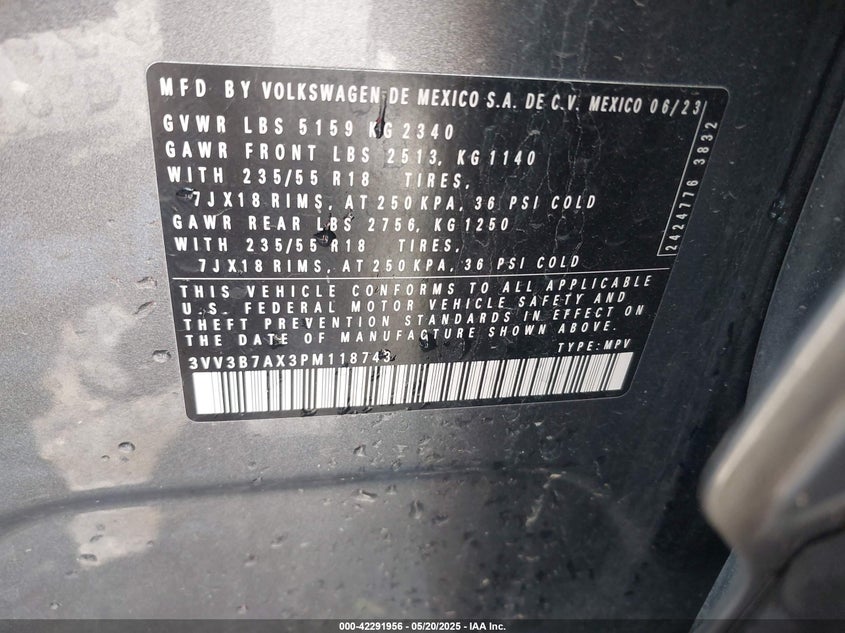 MFD BY VOLKSWAGEN DE MEXICO S.A. DE C.V. MEXICO 06/23
GVWR LBS 5159 KG 2340
GAWR FRONT LBS 2513, KG 1140
WITH 235/55 R18 TIRES,
7JX18 RIMS, AT 250 KPA, 36 PSI COLD
GAWR REAR LBS 2756, KG 1250
WITH 235/55 R18 TIRES,
7JX18 RIMS, AT 250 KPA, 36 PSI COLD
2424776 3832
THIS VEHICLE CONFORMS TO ALL APPLICABLE
U.S. FEDERAL MOTOR VEHICLE SAFETY AND
THEFT PREVENTION STANDARDS IN EFFECT ON
THE DATE OF MANUFACTURE SHOWN ABOVE.
3VV3B7AX3PM118743 TYPE: MPV
000-42291956 — 05/20/2025 — IAA Inc.